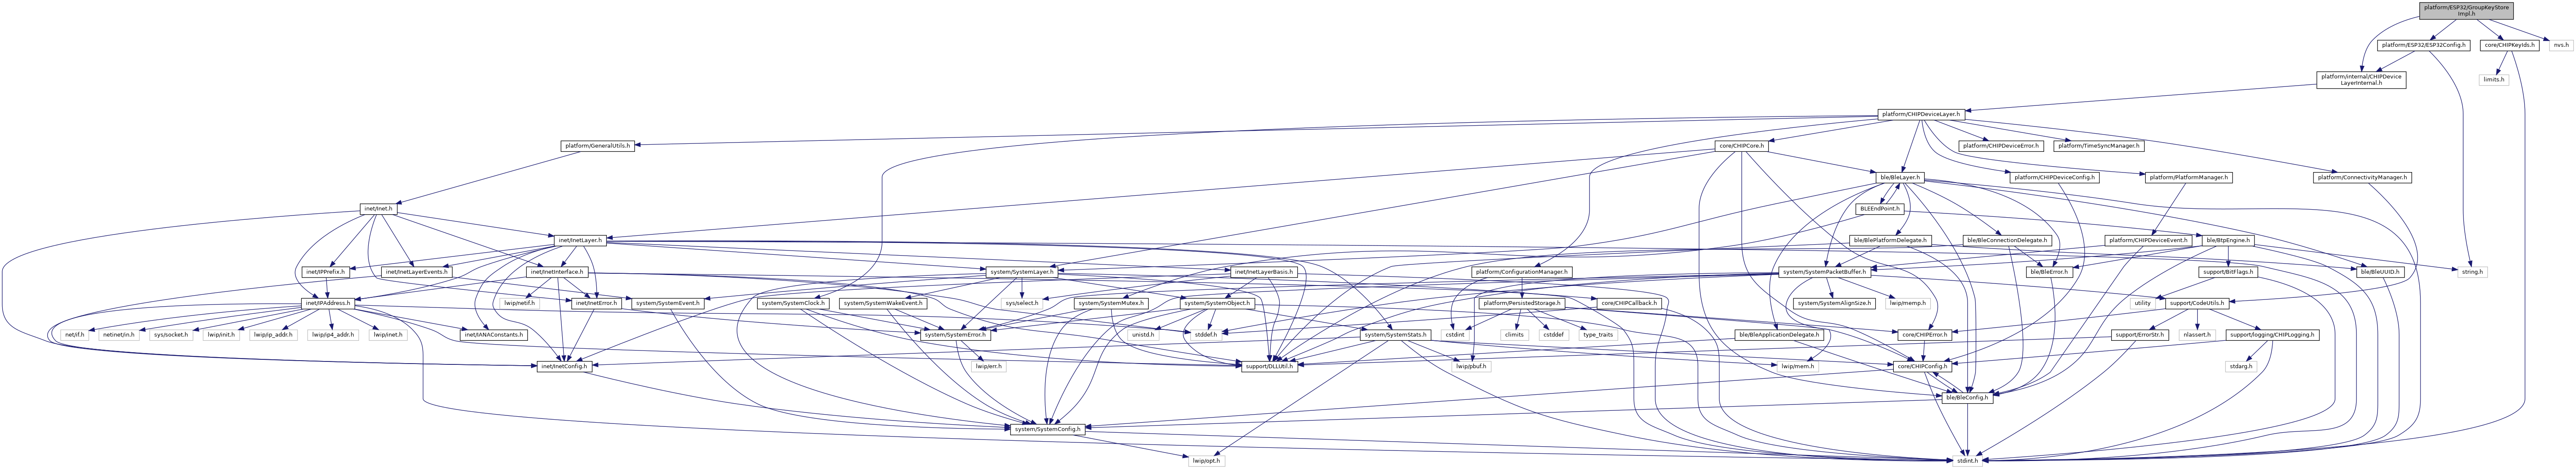 platform/ESP32/GroupKeyStore
Impl.h
platform/ESP32/ESP32Config.h
core/CHIPKeyIds.h
nvs.h
platform/internal/CHIPDevice
LayerInternal.h
limits.h
platform/CHIPDeviceLayer.h
platform/GeneralUtils.h
core/CHIPCore.h
platform/CHIPDeviceError.h
platform/TimeSyncManager.h
ble/BleLayer.h
platform/CHIPDeviceConfig.h
platform/PlatformManager.h
platform/ConnectivityManager.h
inet/Inet.h
BLEEndPoint.h
inet/InetLayer.h
ble/BlePlatformDelegate.h
ble/BleConnectionDelegate.h
platform/CHIPDeviceEvent.h
ble/BtpEngine.h
inet/IPPrefix.h
inet/InetLayerEvents.h
inet/InetInterface.h
system/SystemLayer.h
inet/InetLayerBasis.h
platform/ConfigurationManager.h
system/SystemPacketBuffer.h
ble/BleError.h
support/BitFlags.h
ble/BleUUID.h
string.h
inet/IPAddress.h
lwip/netif.h
inet/InetError.h
system/SystemEvent.h
system/SystemClock.h
system/SystemWakeEvent.h
sys/select.h
system/SystemMutex.h
system/SystemObject.h
platform/PersistedStorage.h
core/CHIPCallback.h
system/SystemAlignSize.h
lwip/memp.h
utility
support/CodeUtils.h
net/if.h
netinet/in.h
sys/socket.h
lwip/init.h
lwip/ip_addr.h
lwip/ip4_addr.h
lwip/inet.h
inet/IANAConstants.h
system/SystemError.h
unistd.h
stddef.h
system/SystemStats.h
cstdint
climits
cstddef
type_traits
ble/BleApplicationDelegate.h
core/CHIPError.h
support/ErrorStr.h
nlassert.h
support/logging/CHIPLogging.h
inet/InetConfig.h
lwip/err.h
support/DLLUtil.h
lwip/pbuf.h
lwip/mem.h
core/CHIPConfig.h
stdarg.h
ble/BleConfig.h
system/SystemConfig.h
lwip/opt.h
stdint.h